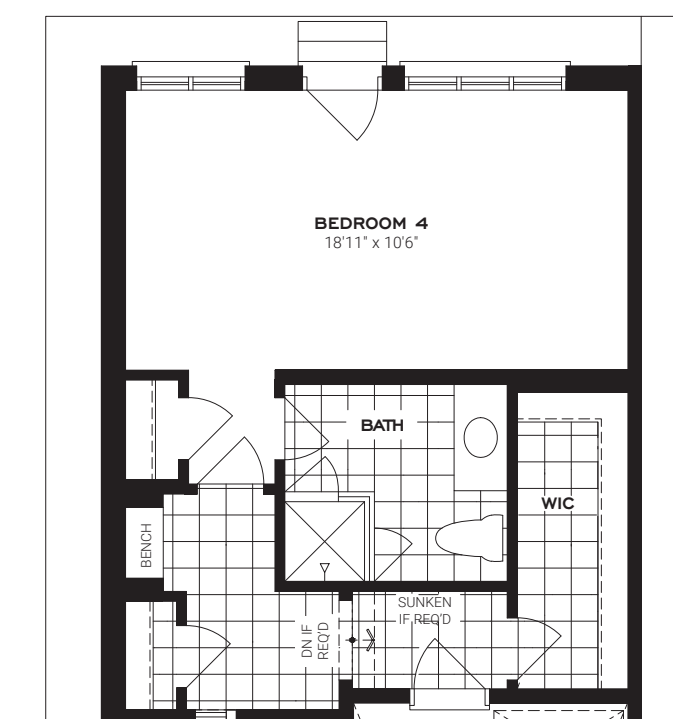 BEDROOM 4
18'11" x 10'6"
BATH
WIC
BENCH
SUNKEN
IF REQ'D
DN IF
REQ'D